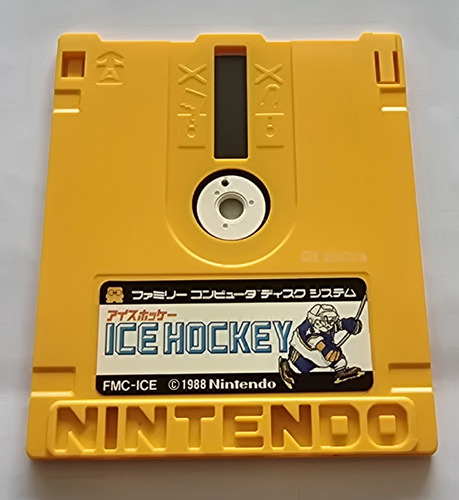 A
ファミリー コンピュータ ディスク システム
アイスホッケー
ICE HOCKEY
FMC-ICE ©1988 Nintendo
NINTENDO